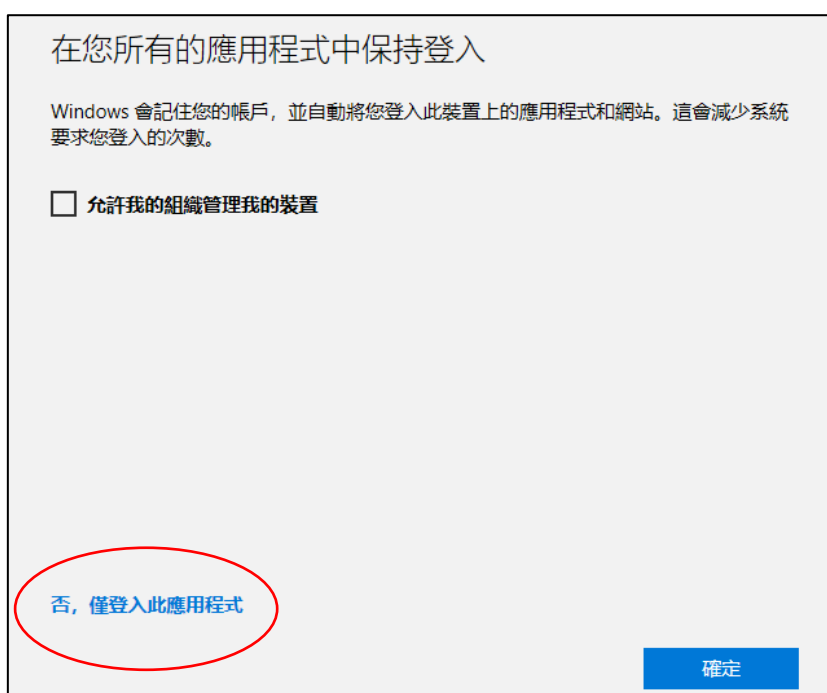 在您所有的應用程式中保持登入
Windows 會記住您的帳戶，並自動將您登入此裝置上的應用程式和網站。這會減少系統
要求您登入的次數。
允許我的組織管理我的裝置
否，僅登入此應用程式
確定